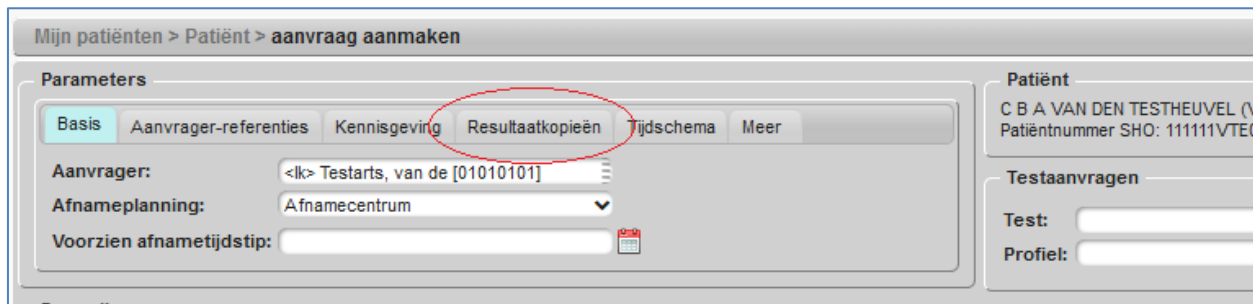 Mijn patiënten > Patiënt > aanvraag aanmaken
Parameters
Basis Aanvrager-referenties Kennisgeving Resultaatkopieën Tijdschema Meer
Aanvrager: <lk> Testarts, van de [01010101]
Afnameplanning: Afnamecentrum
Voorzien afnametijdstip:
Patiënt
C B A VAN DEN TESTHEUVEL (V
Patiëntnummer SHO: 111111VTE0
Testaanvragen
Test:
Profiel: